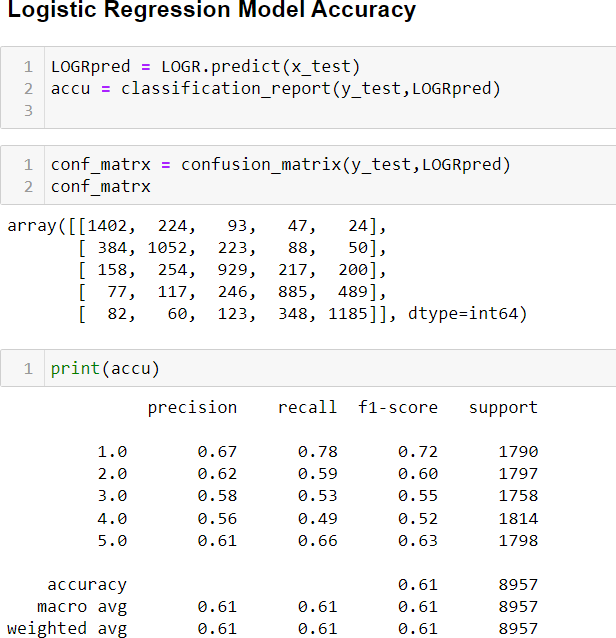 Logistic Regression Model Accuracy
1 LOGRpred = LOGR.predict(x_test)
2 accu = classification_report(y_test,LOGRpred)
3
1 conf_matrx = confusion_matrix(y_test,LOGRpred)
2 conf_matrx
array([[1402, 224, 93, 47, 24],
[ 384, 1052, 223, 88, 50],
[ 158, 254, 929, 217, 200],
[ 77, 117, 246, 885, 489],
[ 82, 60, 123, 348, 1185]], dtype=int64)
1 print(accu)
precision recall f1-score support
1.0 0.67 0.78 0.72 1790
2.0 0.62 0.59 0.60 1797
3.0 0.58 0.53 0.55 1758
4.0 0.56 0.49 0.52 1814
5.0 0.61 0.66 0.63 1798
accuracy 0.61 8957
macro avg 0.61 0.61 0.61 8957
weighted avg 0.61 0.61 0.61 8957